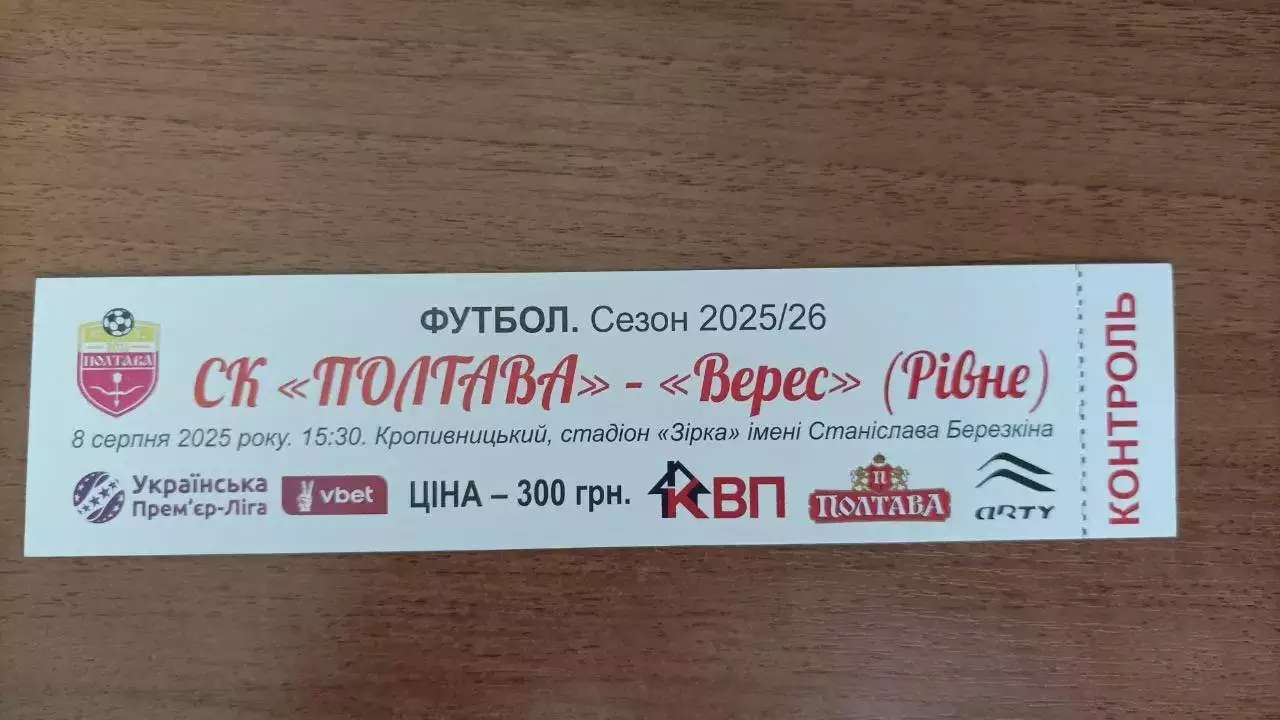 ФУТБОЛ. Сезон 2025/26
ПОЛТАВА
СК «ПОЛТАВА» - «Верес» (Рівне)
8 серпня 2025 року. 15:30. Кропивницький, стадіон «Зірка» імені Станіслава Березкіна
Українська
Прем'єр-Ліга
vbet
ЦІНА – 300 грн.
КВП
П
ПОЛТАВА
ARTY
КОНТРОЛЬ